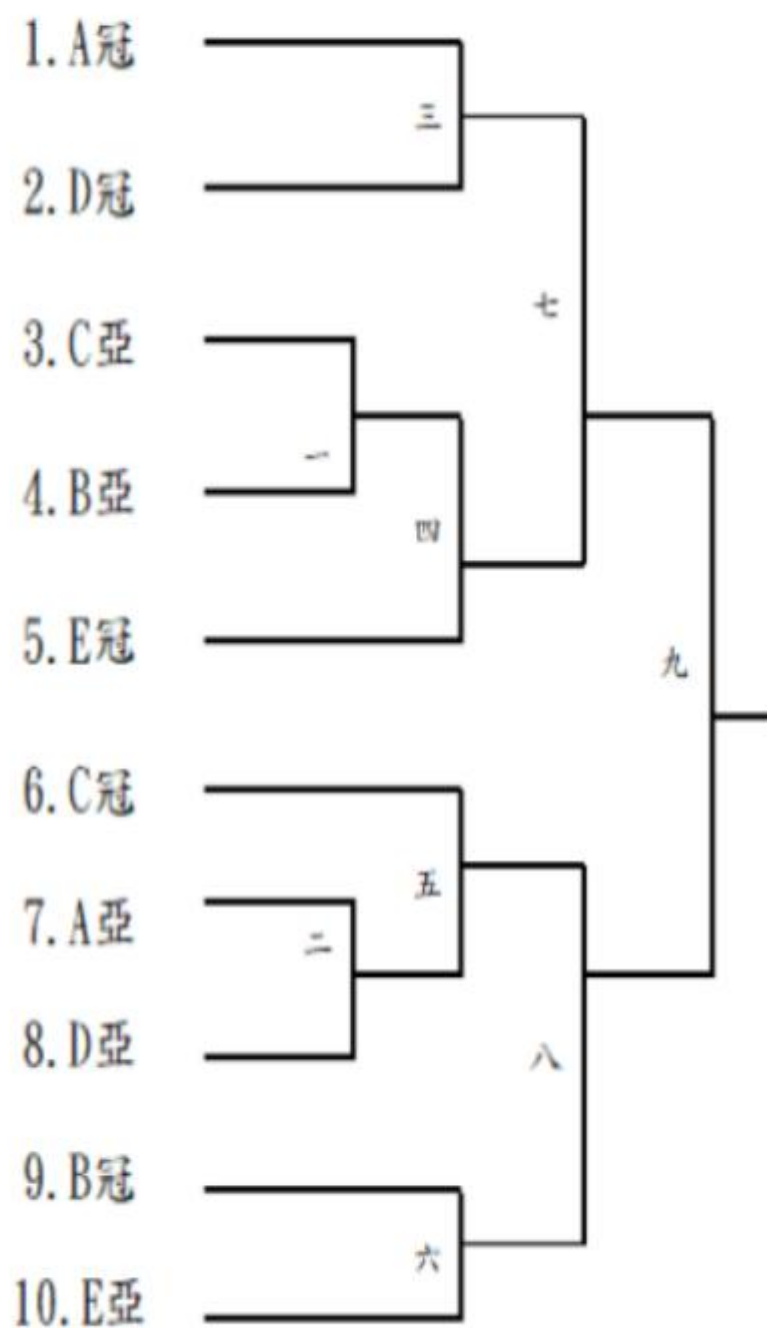 1.A冠
三
2.D冠
七
3.C亞
一
4.B亞
四
5.E冠
九
6.C冠
五
7.A亞
二
8.D亞
八
9.B冠
六
10.E亞